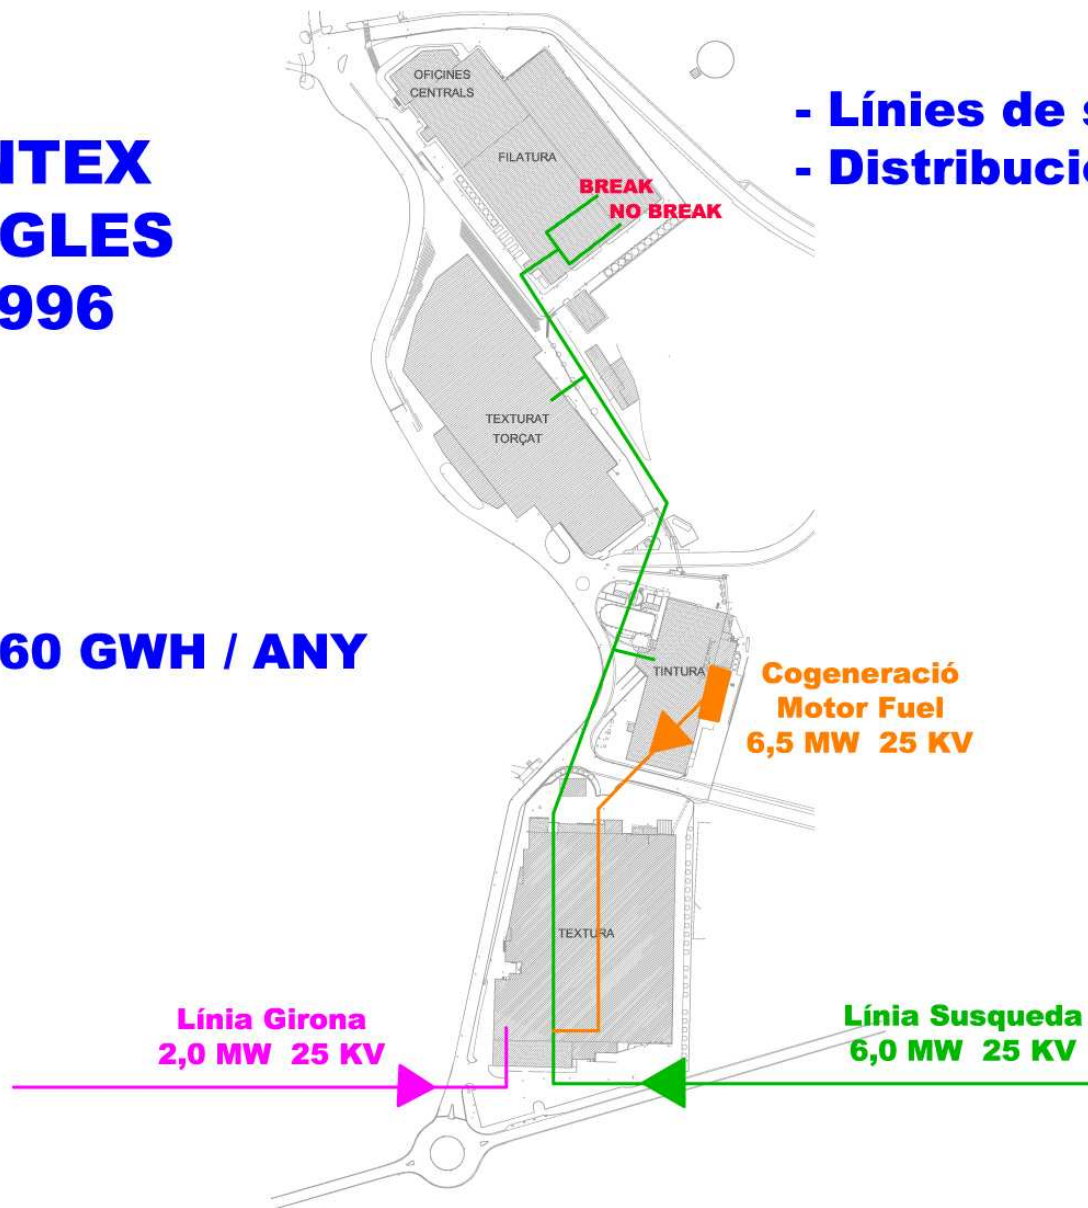 OFICINES
CENTRALS
FILATURA
BREAK
NO BREAK
- Línies de
- Distribució
NTEX
GLES
996
TEXTURAT
TORÇAT
60 GWH / ANY
TINTURA
Cogeneració
Motor Fuel
6,5 MW 25 KV
TEXTURA
Línia Girona
2,0 MW 25 KV
Línia Susqueda
6,0 MW 25 KV